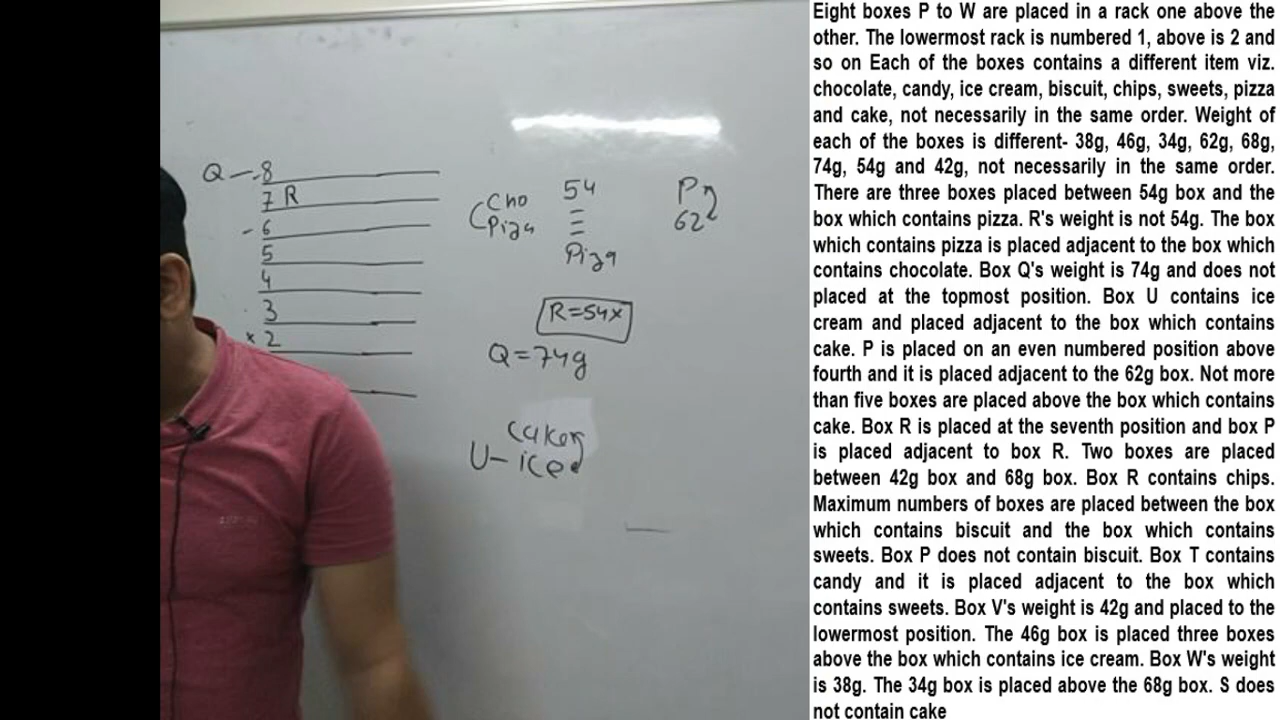 Q - 8
7 R
6
5
4
3
x 2
Cho
Piza
54
Piza
P
62
R=54x
Q=74g
Cake
U-ice
Eight boxes P to W are placed in a rack one above the
other. The lowermost rack is numbered 1, above is 2 and
so on Each of the boxes contains a different item viz.
chocolate, candy, ice cream, biscuit, chips, sweets, pizza
and cake, not necessarily in the same order. Weight of
each of the boxes is different- 38g, 46g, 34g, 62g, 68g,
74g, 54g and 42g, not necessarily in the same order.
There are three boxes placed between 54g box and the
box which contains pizza. R's weight is not 54g. The box
which contains pizza is placed adjacent to the box which
contains chocolate. Box Q's weight is 74g and does not
placed at the topmost position. Box U contains ice
cream and placed adjacent to the box which contains
cake. P is placed on an even numbered position above
fourth and it is placed adjacent to the 62g box. Not more
than five boxes are placed above the box which contains
cake. Box R is placed at the seventh position and box P
is placed adjacent to box R. Two boxes are placed
between 42g box and 68g box. Box R contains chips.
Maximum numbers of boxes are placed between the box
which contains biscuit and the box which contains
sweets. Box P does not contain biscuit. Box T contains
candy and it is placed adjacent to the box which
contains sweets. Box V's weight is 42g and placed to the
lowermost position. The 46g box is placed three boxes
above the box which contains ice cream. Box W's weight
is 38g. The 34g box is placed above the 68g box. S does
not contain cake